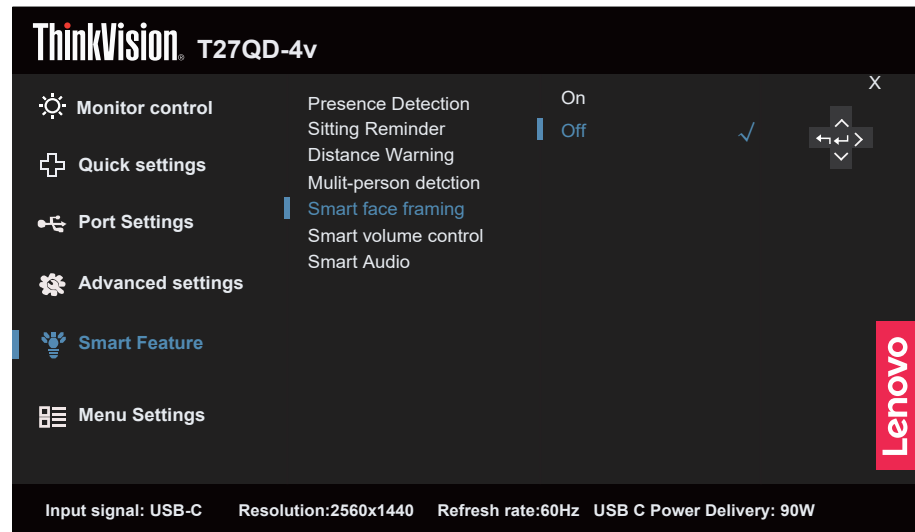 ThinkVision® T27QD-4v
X
Monitor control
Quick settings
Port Settings
Advanced settings
Smart Feature
Menu Settings
Presence Detection
Sitting Reminder
Distance Warning
Mulit-person detction
Smart face framing
Smart volume control
Smart Audio
On
Off √
Lenovo
Input signal: USB-C Resolution:2560x1440 Refresh rate:60Hz USB C Power Delivery: 90W